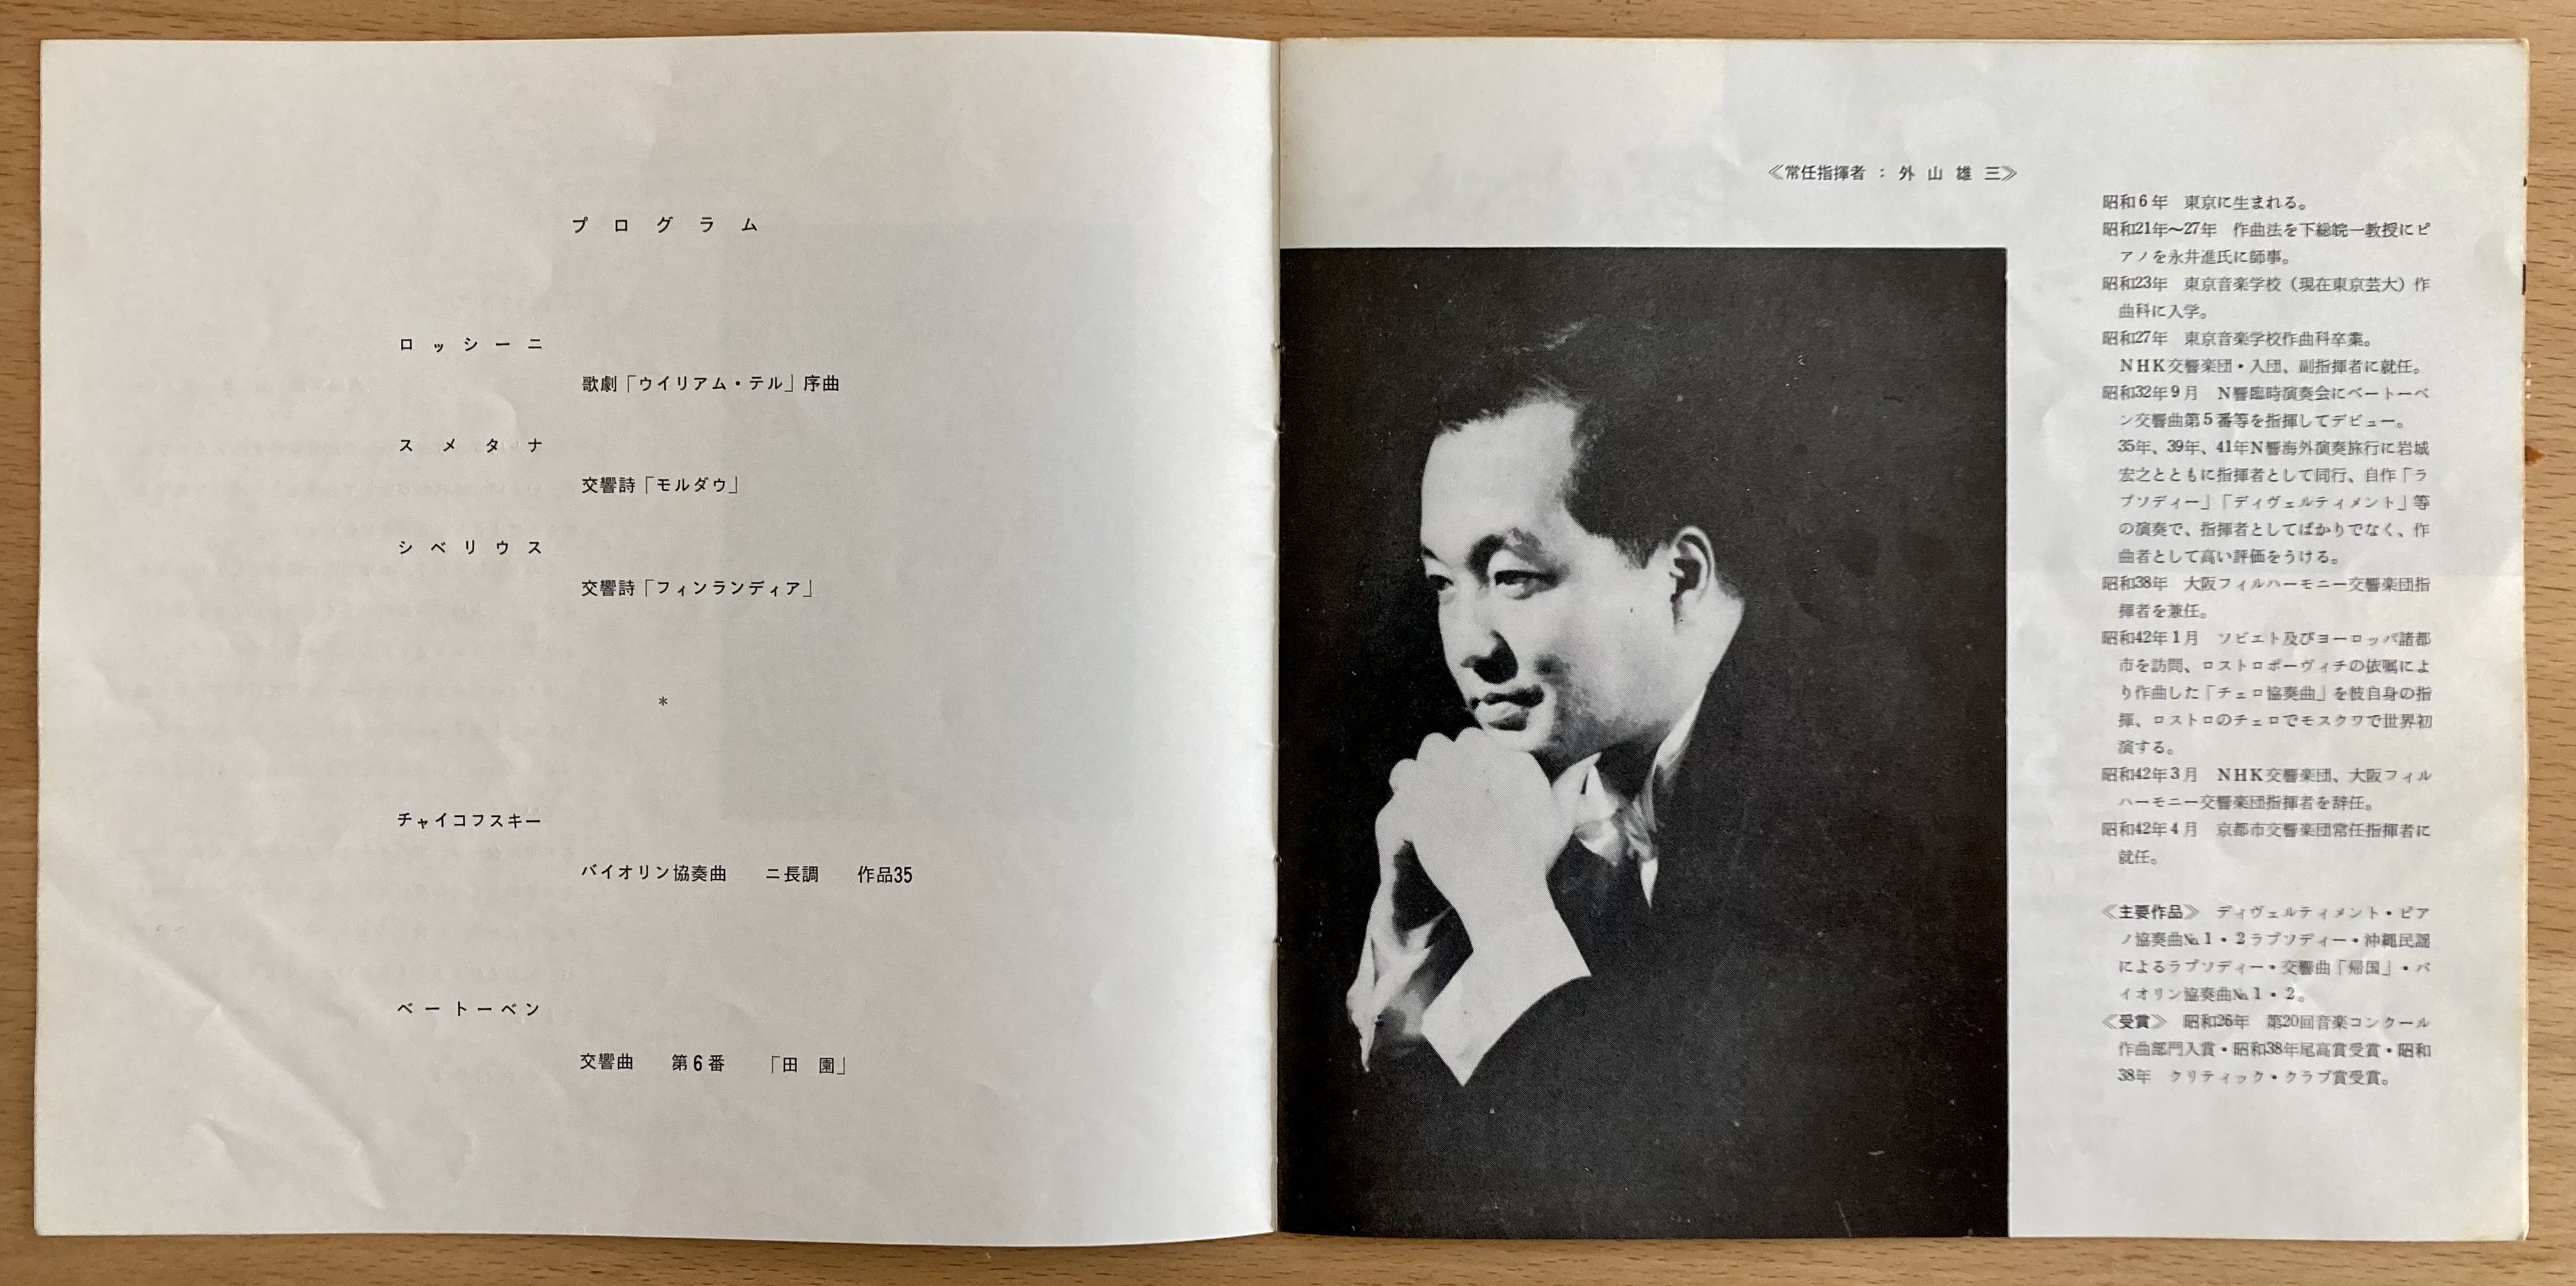 プログラム
ロッシーニ
歌劇「ウイリアム・テル」序曲
スメタナ
交響詩「モルダウ」
シベリウス
交響詩「フィンランディア」
*
チャイコフスキー
バイオリン協奏曲　ニ長調　作品35
ベートーベン
交響曲　第6番　「田　園」
≪常任指揮者：外山雄三≫
昭和6年　東京に生まれる。
昭和21年〜27年　作曲法を下総皖一教授にピ
アノを永井進氏に師事。
昭和23年　東京音楽学校（現在東京芸大）作
曲科に入学。
昭和27年　東京音楽学校作曲科卒業。
NHK交響楽団・入団、副指揮者に就任。
昭和32年9月　N響臨時演奏会にベートーベ
ン交響曲第5番等を指揮してデビュー。
35年、39年、41年N響海外演奏旅行に岩城
宏之とともに指揮者として同行、自作「ラ
プソディー」「ディヴェルティメント」等
の演奏で、指揮者としてばかりでなく、作
曲者として高い評価をうける。
昭和38年　大阪フィルハーモニー交響楽団指
揮者を兼任。
昭和42年1月　ソビエト及びヨーロッパ諸都
市を訪問、ロストロポーヴィチの依嘱によ
り作曲した「チェロ協奏曲」を彼自身の指
揮、ロストロのチェロでモスクワで世界初
演する。
昭和42年3月　NHK交響楽団、大阪フィル
ハーモニー交響楽団指揮者を辞任。
昭和42年4月　京都市交響楽団常任指揮者に
就任。
≪主要作品≫　ディヴェルティメント・ピア
ノ協奏曲№1・2ラプソディー・沖縄民謡
によるラプソディー・交響曲「帰国」・バ
イオリン協奏曲№1・2。
≪受賞≫　昭和26年　第20回音楽コンクール
作曲部門入賞・昭和38年尾高賞受賞・昭和
38年　クリティック・クラブ賞受賞。